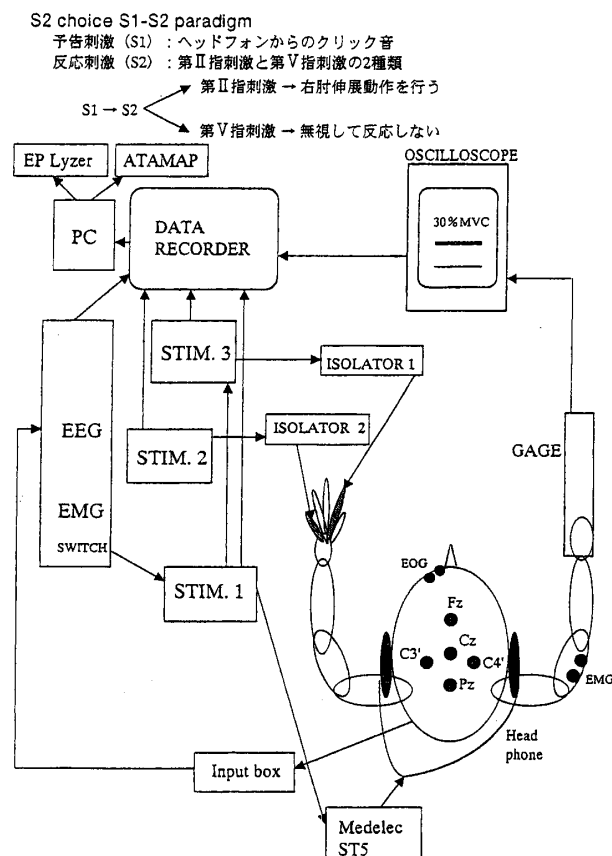 S2 choice S1-S2 paradigm
予告刺激（S1）：ヘッドフォンからのクリック音
反応刺激（S2）：第Ⅱ指刺激と第Ⅴ指刺激の2種類
第Ⅱ指刺激 → 右肘伸展動作を行う
S1 → S2
第Ⅴ指刺激 → 無視して反応しない
EP Lyzer
ATAMAP
OSCILLOSCOPE
PC
DATA
RECORDER
30%MVC
STIM. 3
ISOLATOR 1
ISOLATOR 2
EEG
STIM. 2
GAGE
EMG
SWITCH
STIM. 1
EOG
Fz
Cz
C3'
C4'
Pz
EMG
Head
phone
Input box
Medelec
ST5